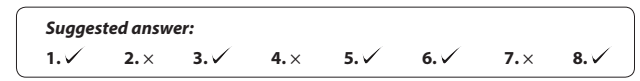 Suggested answer:
1. ✓ 2. × 3. ✓ 4. × 5. ✓ 6. ✓ 7. × 8. ✓